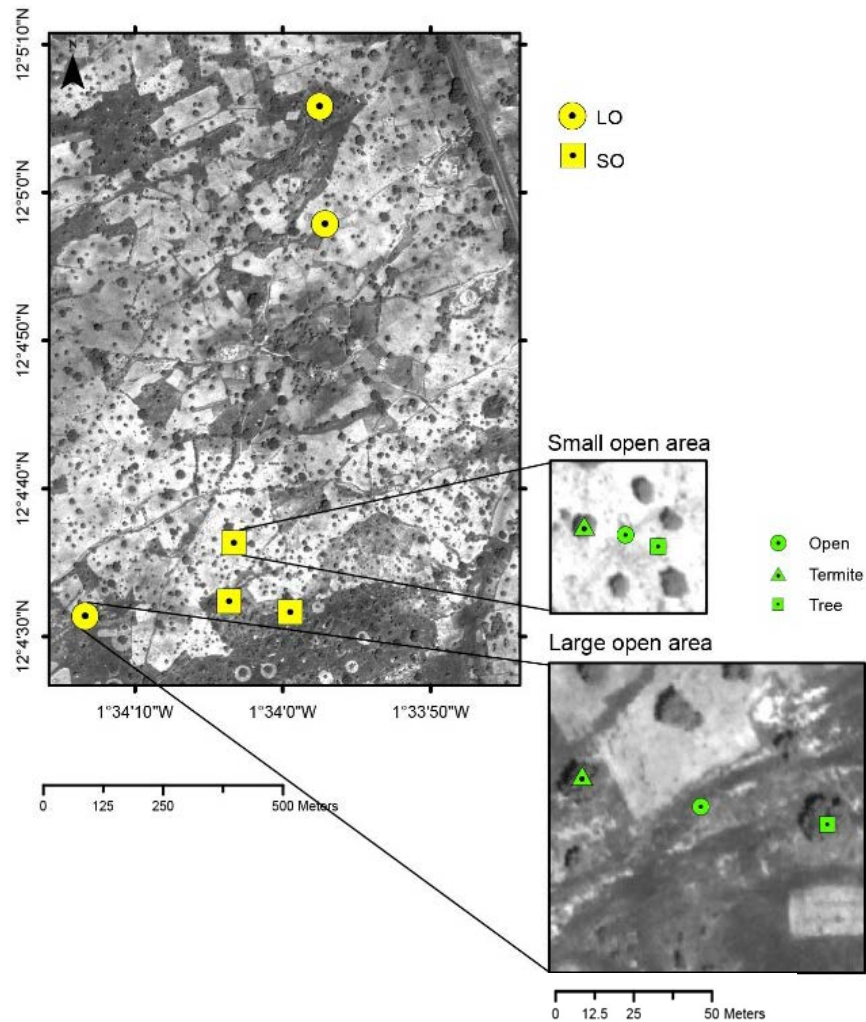 N
12°5'10"N
12°5'0"N
12°4'50"N
12°4'40"N
12°4'30"N
1°34'10"W
1°34'0"W
1°33'50"W
0 125 250 500 Meters
LO
SO
Small open area
Open
Termite
Tree
Large open area
0 12.5 25 50 Meters